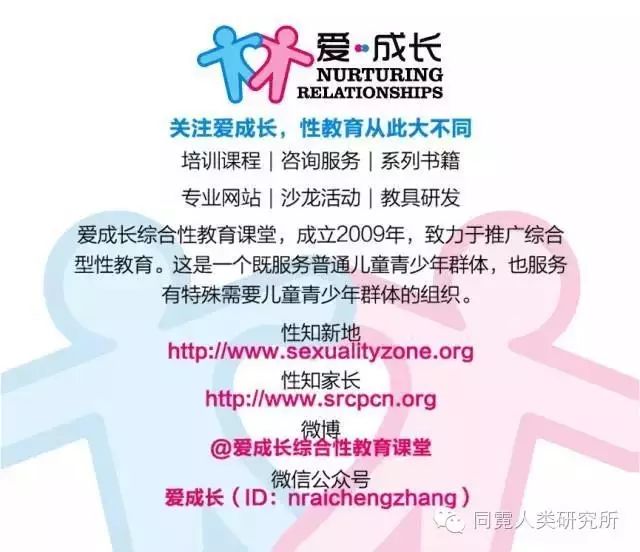 爱·成长
NURTURING
RELATIONSHIPS
关注爱成长，性教育从此大不同
培训课程｜咨询服务｜系列书籍
专业网站｜沙龙活动｜教具研发
爱成长综合性教育课堂，成立2009年，致力于推广综合
型性教育。这是一个既服务普通儿童青少年群体，也服务
有特殊需要儿童青少年群体的组织。
性知新地
http://www.sexualityzone.org
性知家长
http://www.srcpcn.org
微博
@爱成长综合性教育课堂
微信公众号
爱成长（ID：nraichengzhang）
同霓人类研究所